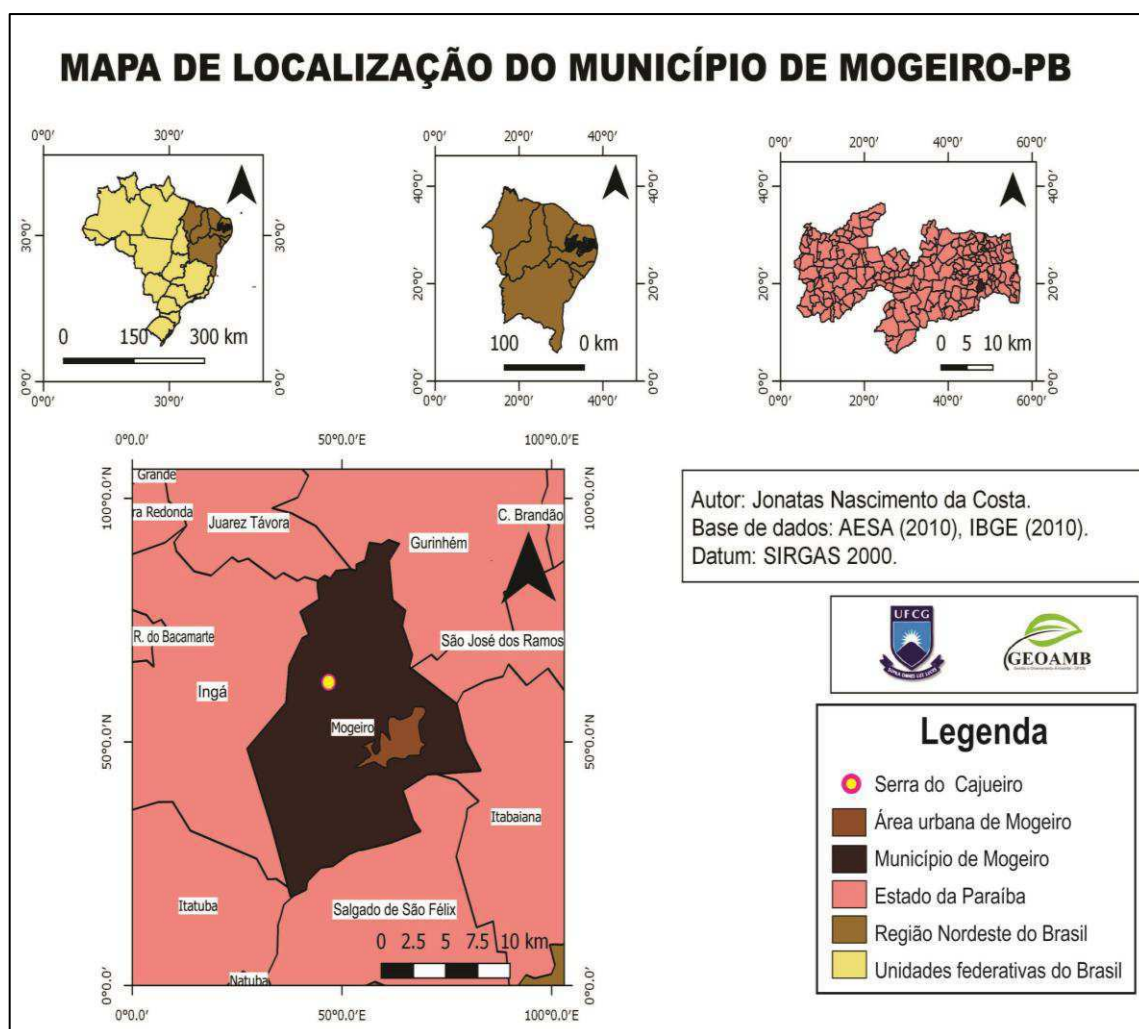 MAPA DE LOCALIZAÇÃO DO MUNICÍPIO DE MOGEIRO-PB
0°0' 30°0'
0°0' 30°0'
30°0' 30°0'
0 150 300 km
0°0' 0°0'
0°0' 30°0'
20°0' 40°0'
40°0' 40°0'
20°0' 20°0'
100 0 km
0°0' 0°0'
20°0' 40°0'
0°0' 20°0' 40°0' 60°0'
40°0' 40°0'
20°0' 20°0'
0 5 10 km
0°0' 0°0'
0°0' 20°0' 40°0' 60°0'
0°0.0' 50°0.0'E 100°0.0'E
100°0.0'N 100°0.0'N
Grande
ra Redonda
Juarez Távora
C. Brandão
Gurinhém
R. do Bacamarte
São José dos Ramos
Ingá
Mogeiro
50°0.0'N 50°0.0'N
Itabaiana
Itatuba
Salgado de São Félix
0 2.5 5 7.5 10 km
Natuba
0°0.0' 0°0.0'
0°0.0' 50°0.0'E 100°0.0'E
Autor: Jonatas Nascimento da Costa.
Base de dados: AESA (2010), IBGE (2010).
Datum: SIRGAS 2000.
UFCG
GEOAMB
Legenda
Serra do Cajueiro
Área urbana de Mogeiro
Município de Mogeiro
Estado da Paraíba
Região Nordeste do Brasil
Unidades federativas do Brasil